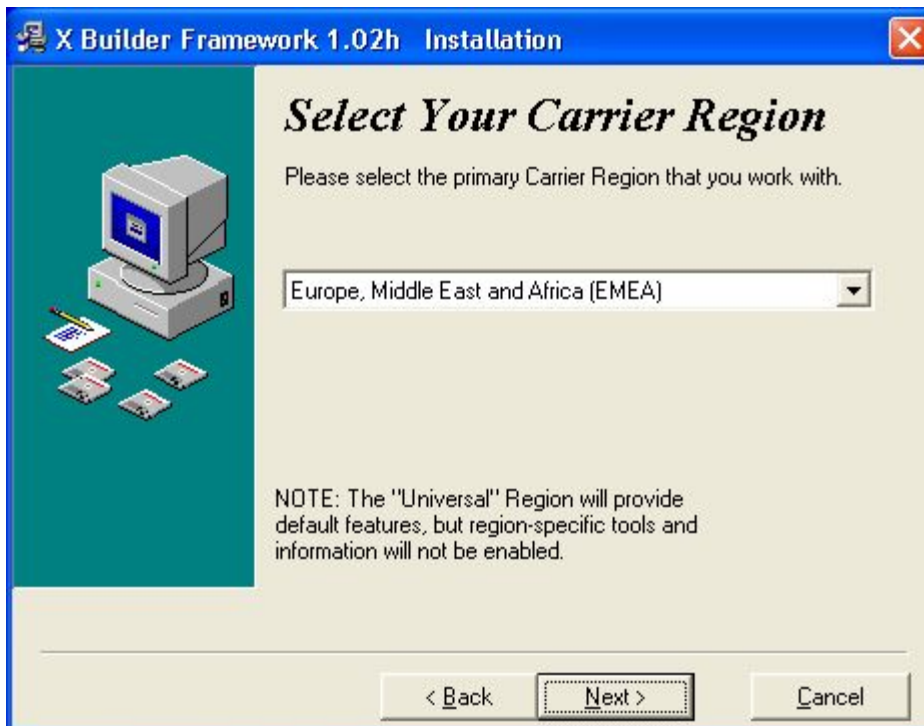 X Builder Framework 1.02h Installation
Select Your Carrier Region
Please select the primary Carrier Region that you work with.
Europe, Middle East and Africa (EMEA)
NOTE: The "Universal" Region will provide
default features, but region-specific tools and
information will not be enabled.
< Back
Next >
Cancel